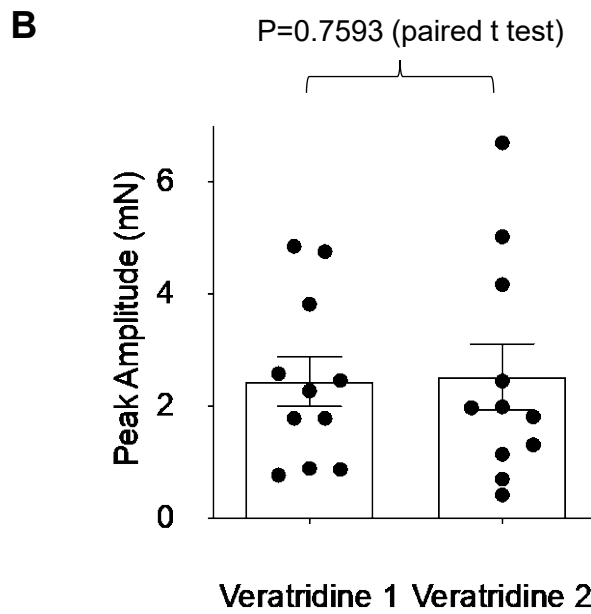 B
P=0.7593 (paired t test)
Peak Amplitude (mN)
6
4
2
0
Veratridine 1 Veratridine 2